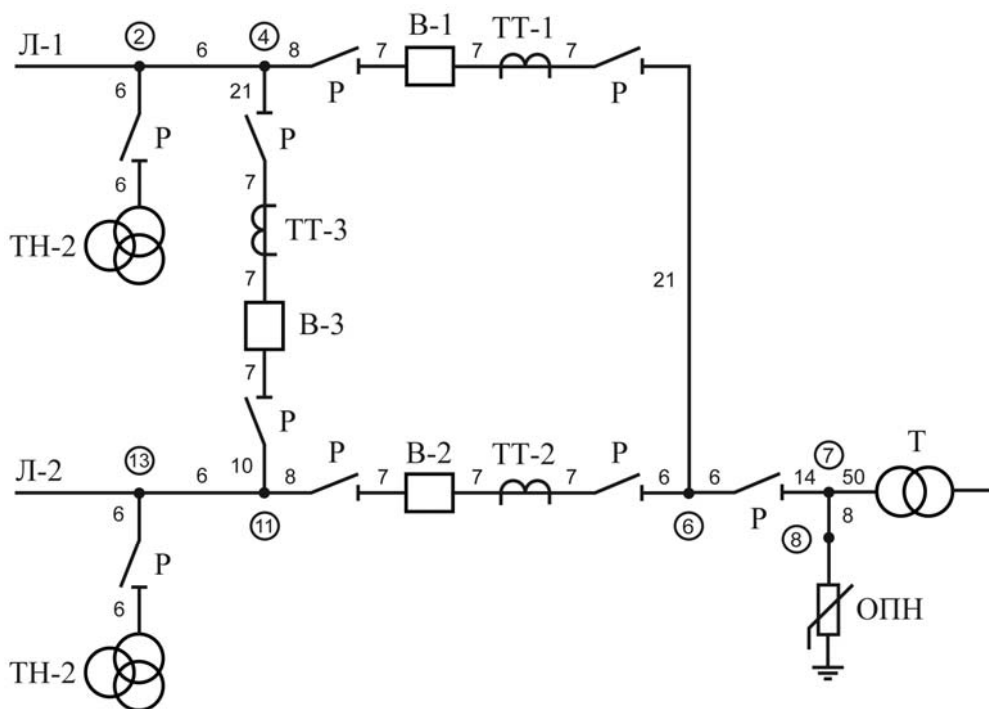 В-1 ТТ-1
Л-1 2 6 4 8 7 7 7 7
Р Р
6 21
Р
6 7
ТН-2 ТТ-3
7 21
В-3
7
Р
В-2 ТТ-2 Т
Л-2 13 6 10 8 Р 7 7 7 Р 6 6 14 7 50
11 6 Р 8 8
6
Р
6 ОПН
ТН-2